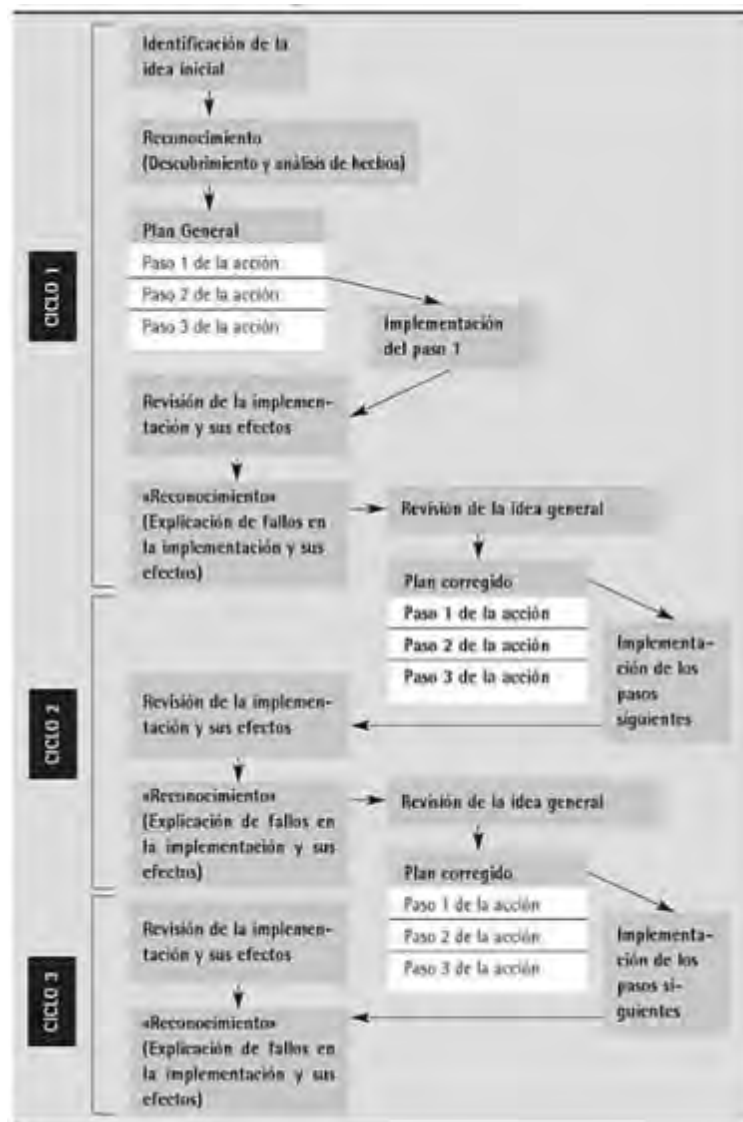 CICLO 1
Identificación de la
idea inicial
Reconocimiento
(Descubrimiento y análisis de hechos)
Plan General
Paso 1 de la acción
Paso 2 de la acción
Paso 3 de la acción
Implementación
del paso 1
Revisión de la implemen-
tación y sus efectos
«Reconocimiento»
(Explicación de fallos en
la implementación y sus
efectos)
Revisión de la idea general
Plan corregido
Paso 1 de la acción
Paso 2 de la acción
Paso 3 de la acción
Implementa-
ción de los
pasos
siguientes
CICLO 2
Revisión de la implemen-
tación y sus efectos
«Reconocimiento»
(Explicación de fallos en
la implementación y sus
efectos)
Revisión de la idea general
Plan corregido
Paso 1 de la acción
Paso 2 de la acción
Paso 3 de la acción
Implementa-
ción de los
pasos si-
guientes
CICLO 3
Revisión de la implemen-
tación y sus efectos
«Reconocimiento»
(Explicación de fallos en
la implementación y sus
efectos)